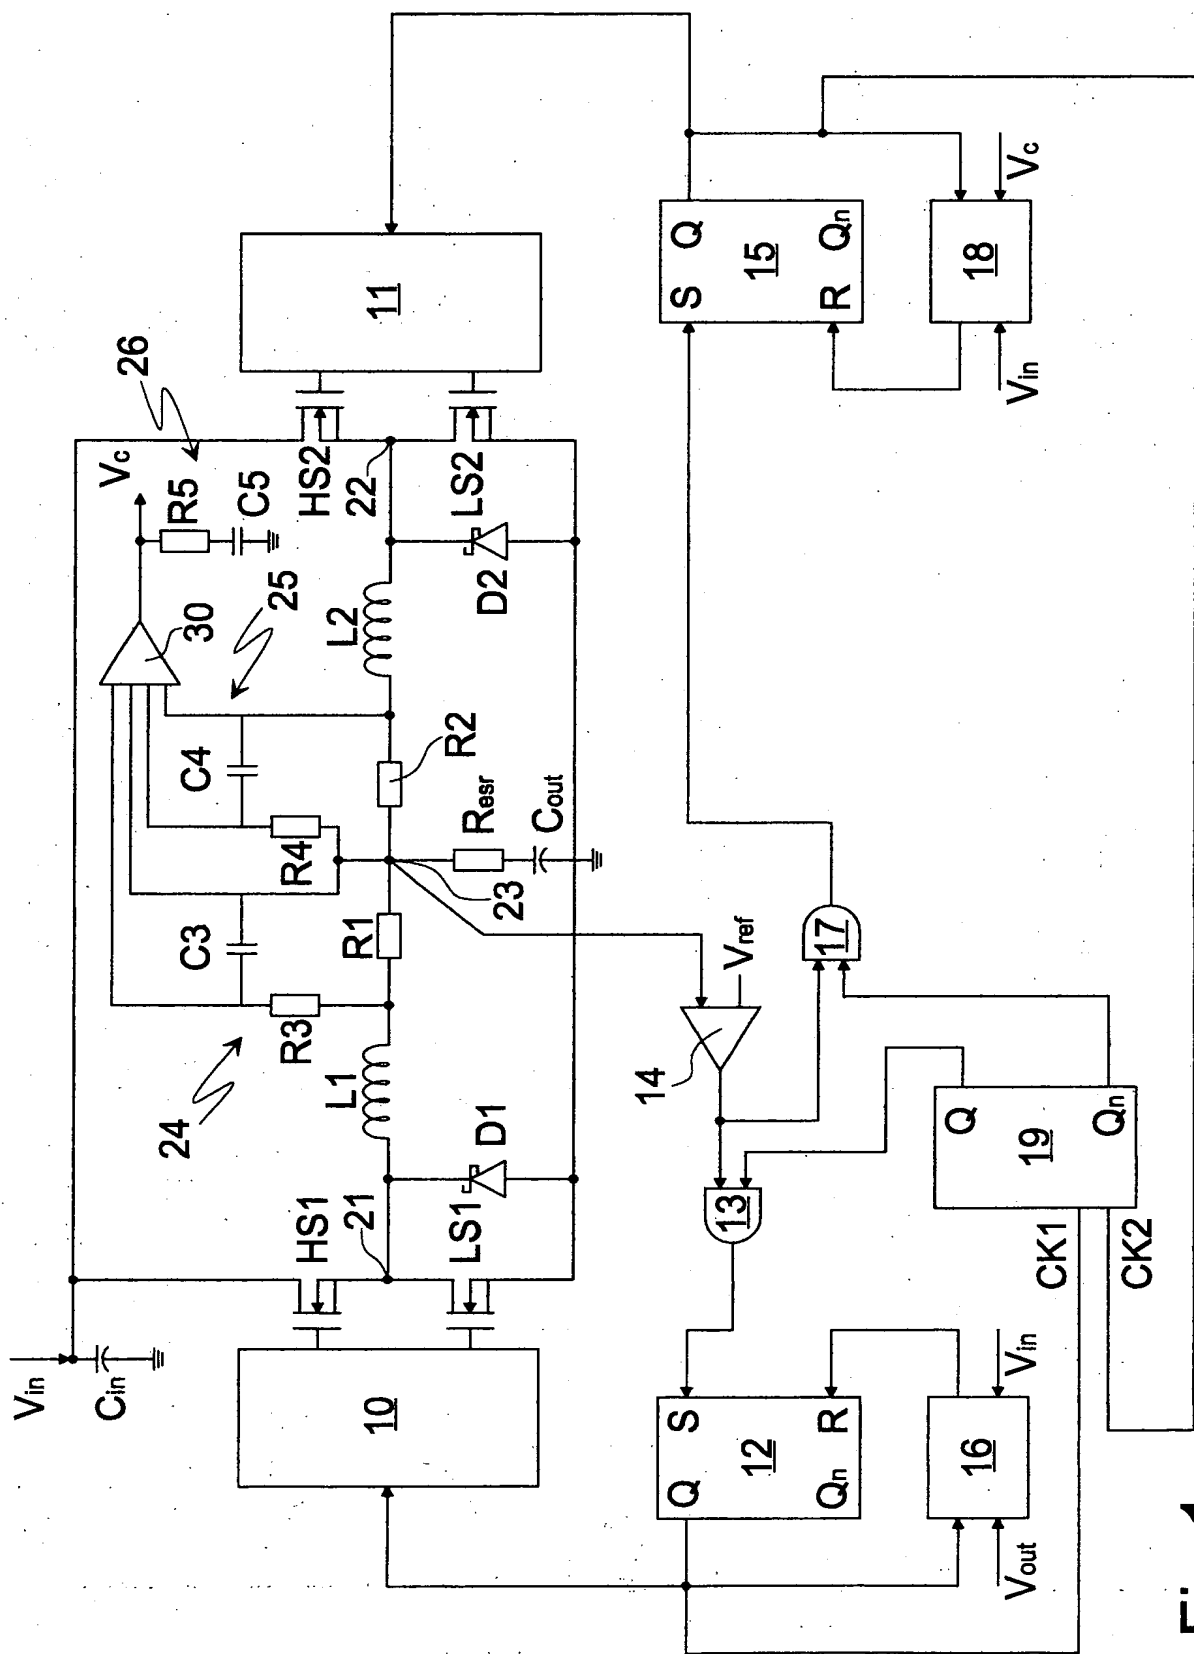 Vin
Cin
HS1
21
LS1
D1
24
R3
L1
C3
R1
23
Resr
Cout
C4
R4
R2
30
25
L2
Vc
R5
C5
26
HS2
22
LS2
D2
10
11
Q
S
12
Qn
R
16
Vout
Vin
13
14
Vref
17
CK1
CK2
Q
19
Qn
S
Q
15
R
Qn
18
Vin
Vc